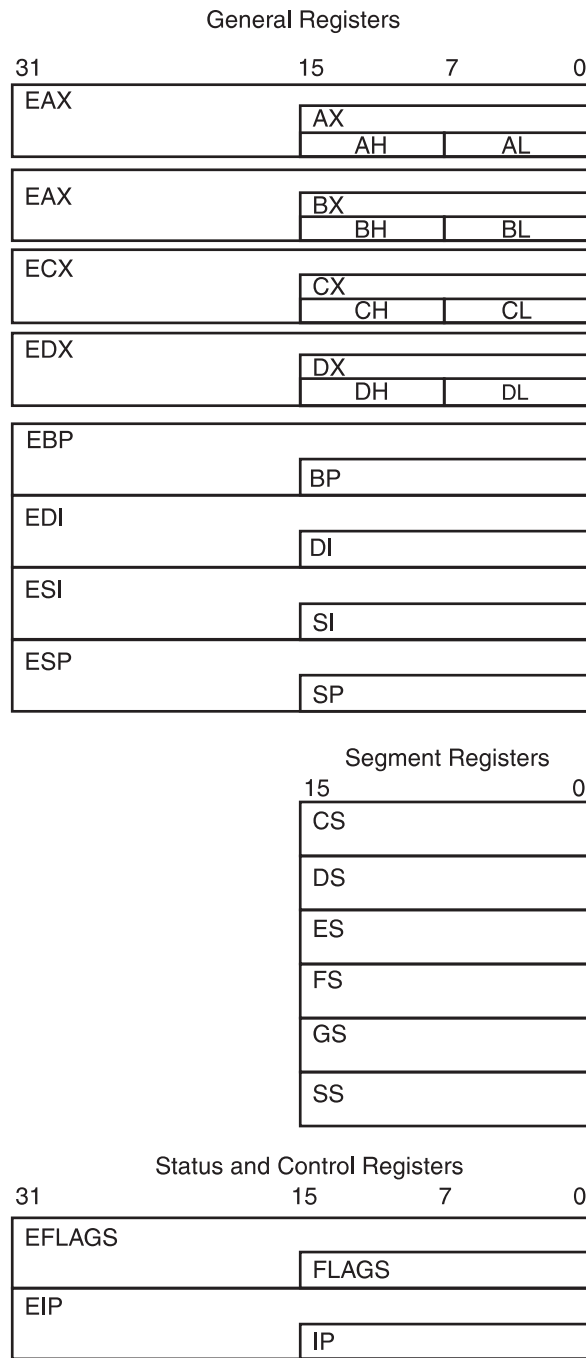 General Registers
31 15 7 0
EAX
AX
AH AL
EAX
BX
BH BL
ECX
CX
CH CL
EDX
DX
DH DL
EBP
BP
EDI
DI
ESI
SI
ESP
SP
Segment Registers
15 0
CS
DS
ES
FS
GS
SS
Status and Control Registers
31 15 7 0
EFLAGS
FLAGS
EIP
IP